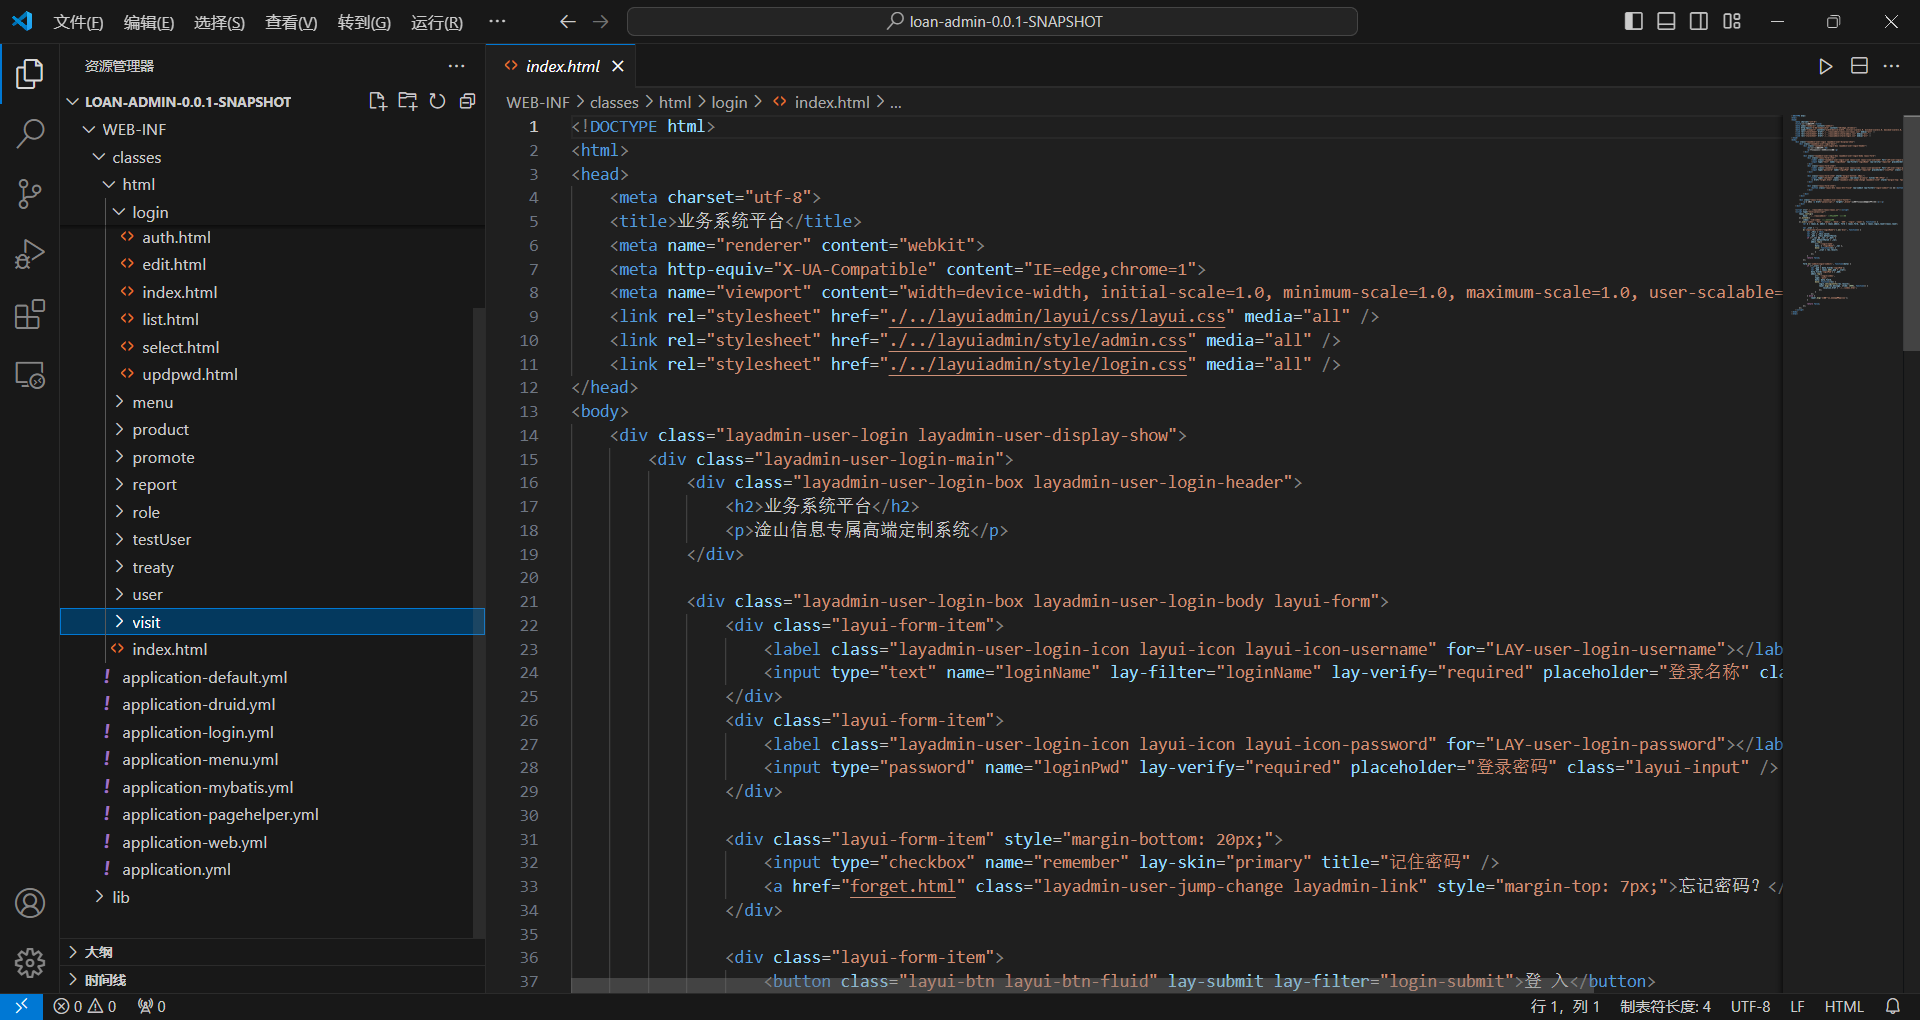 文件(F) 编辑(E) 选择(S) 查看(V) 转到(G) 运行(R) ··· loan-admin-0.0.1-SNAPSHOT
资源管理器
LOAN-ADMIN-0.0.1-SNAPSHOT
WEB-INF
classes
html
login
auth.html
edit.html
index.html
list.html
select.html
updpwd.html
menu
product
promote
report
role
testUser
treaty
user
visit
index.html
application-default.yml
application-druid.yml
application-login.yml
application-menu.yml
application-mybatis.yml
application-pagehelper.yml
application-web.yml
application.yml
lib
大纲
时间线
index.html
WEB-INF > classes > html > login > index.html > ...
1 <!DOCTYPE html>
2 <html>
3 <head>
4 <meta charset="utf-8">
5 <title>业务系统平台</title>
6 <meta name="renderer" content="webkit">
7 <meta http-equiv="X-UA-Compatible" content="IE=edge,chrome=1">
8 <meta name="viewport" content="width=device-width, initial-scale=1.0, minimum-scale=1.0, maximum-scale=1.0, user-scalable=
9 <link rel="stylesheet" href="./../layuiadmin/layui/css/layui.css" media="all" />
10 <link rel="stylesheet" href="./../layuiadmin/style/admin.css" media="all" />
11 <link rel="stylesheet" href="./../layuiadmin/style/login.css" media="all" />
12 </head>
13 <body>
14 <div class="layadmin-user-login layadmin-user-display-show">
15 <div class="layadmin-user-login-main">
16 <div class="layadmin-user-login-box layadmin-user-login-header">
17 <h2>业务系统平台</h2>
18 <p>淦山信息专属高端定制系统</p>
19 </div>
20
21 <div class="layadmin-user-login-box layadmin-user-login-body layui-form">
22 <div class="layui-form-item">
23 <label class="layadmin-user-login-icon layui-icon layui-icon-username" for="LAY-user-login-username"></lab
24 <input type="text" name="loginName" lay-filter="loginName" lay-verify="required" placeholder="登录名称" cla
25 </div>
26 <div class="layui-form-item">
27 <label class="layadmin-user-login-icon layui-icon layui-icon-password" for="LAY-user-login-password"></lab
28 <input type="password" name="loginPwd" lay-verify="required" placeholder="登录密码" class="layui-input" />
29 </div>
30
31 <div class="layui-form-item" style="margin-bottom: 20px;">
32 <input type="checkbox" name="remember" lay-skin="primary" title="记住密码" />
33 <a href="forget.html" class="layadmin-user-jump-change layadmin-link" style="margin-top: 7px;">忘记密码？</
34 </div>
35
36 <div class="layui-form-item">
37 <button class="layui-btn layui-btn-fluid" lay-submit lay-filter="login-submit">登 入</button>
0 0 0 行 1，列 1 制表符长度: 4 UTF-8 LF HTML